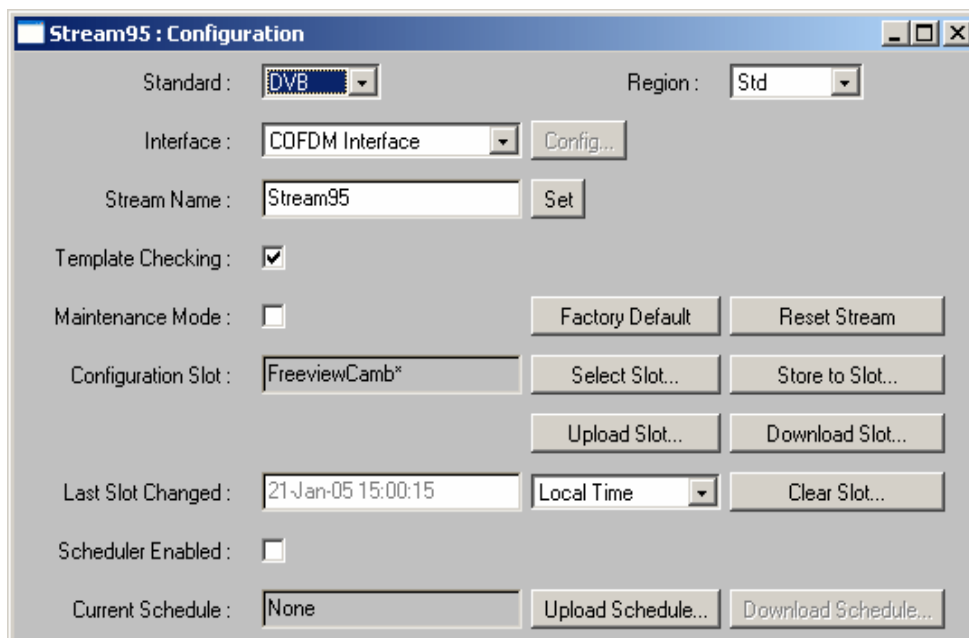 Stream95 : Configuration
Standard : DVB Region : Std
Interface : COFDM Interface Config...
Stream Name : Stream95 Set
Template Checking :
Maintenance Mode : Factory Default Reset Stream
Configuration Slot : FreeviewCamb* Select Slot... Store to Slot...
Upload Slot... Download Slot...
Last Slot Changed : 21-Jan-05 15:00:15 Local Time Clear Slot...
Scheduler Enabled :
Current Schedule : None Upload Schedule... Download Schedule...